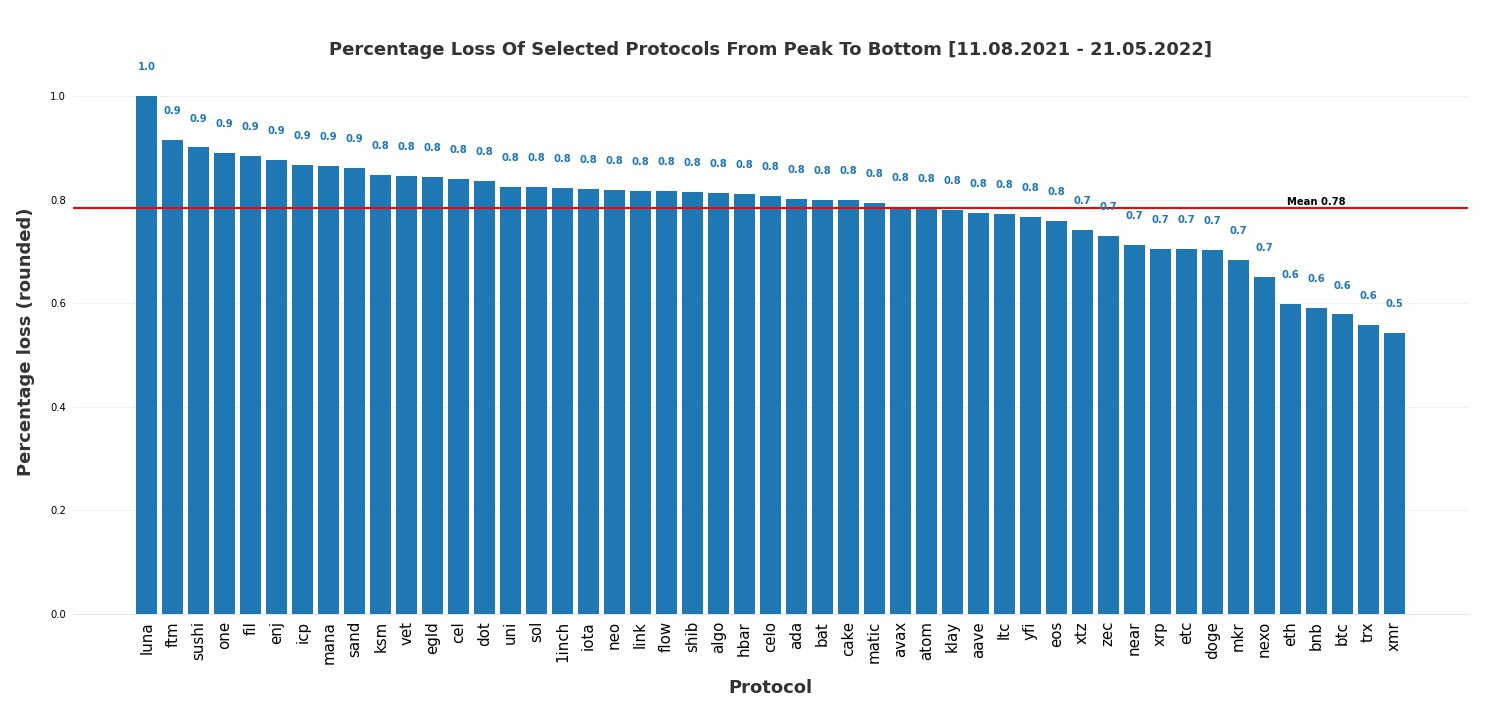 Percentage Loss Of Selected Protocols From Peak To Bottom [11.08.2021 - 21.05.2022]
Percentage loss (rounded)
1.0
0.8
0.6
0.4
0.2
0.0
1.0 0.9 0.9 0.9 0.9 0.9 0.9 0.9 0.9 0.8 0.8 0.8 0.8 0.8 0.8 0.8 0.8 0.8 0.8 0.8 0.8 0.8 0.8 0.8 0.8 0.8 0.8 0.8 0.8 0.8 0.8 0.8 0.8 0.8 0.8 0.8 0.7 0.7 0.7 0.7 0.7 0.7 0.7 0.7 0.6 0.6 0.6 0.6 0.5
Mean 0.78
luna ftm sushi one fil enj icp mana sand ksm vet egld cel dot uni sol 1inch iota neo link flow shib algo hbar celo ada bat cake matic avax atom klay aave ltc yfi eos xtz zec near xrp etc doge mkr nexo eth bnb btc trx xmr
Protocol